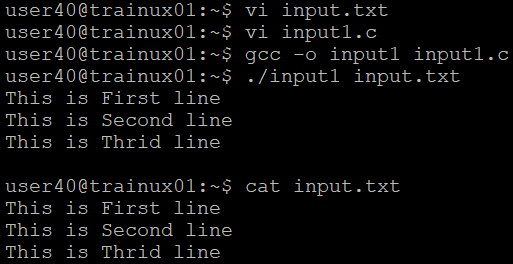 user40@trainux01:~$ vi input.txt
user40@trainux01:~$ vi input1.c
user40@trainux01:~$ gcc -o input1 input1.c
user40@trainux01:~$ ./input1 input.txt
This is First line
This is Second line
This is Thrid line
user40@trainux01:~$ cat input.txt
This is First line
This is Second line
This is Thrid line